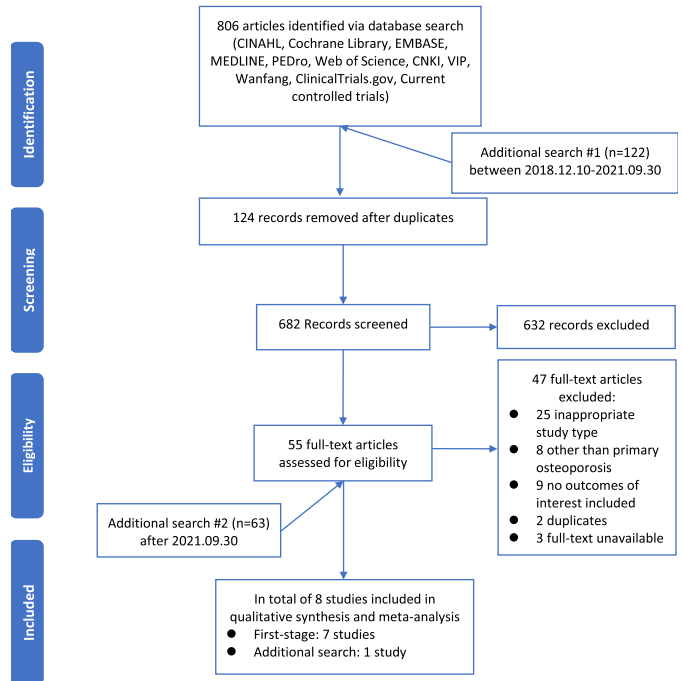 Identification
806 articles identified via database search
(CINAHL, Cochrane Library, EMBASE,
MEDLINE, PEDro, Web of Science, CNKI, VIP,
Wanfang, ClinicalTrials.gov, Current
controlled trials)
Additional search #1 (n=122)
between 2018.12.10-2021.09.30
124 records removed after duplicates
Screening
682 Records screened
632 records excluded
Eligibility
55 full-text articles
assessed for eligibility
47 full-text articles
excluded:
● 25 inappropriate
study type
● 8 other than primary
osteoporosis
● 9 no outcomes of
interest included
● 2 duplicates
● 3 full-text unavailable
Additional search #2 (n=63)
after 2021.09.30
Included
In total of 8 studies included in
qualitative synthesis and meta-analysis
● First-stage: 7 studies
● Additional search: 1 study